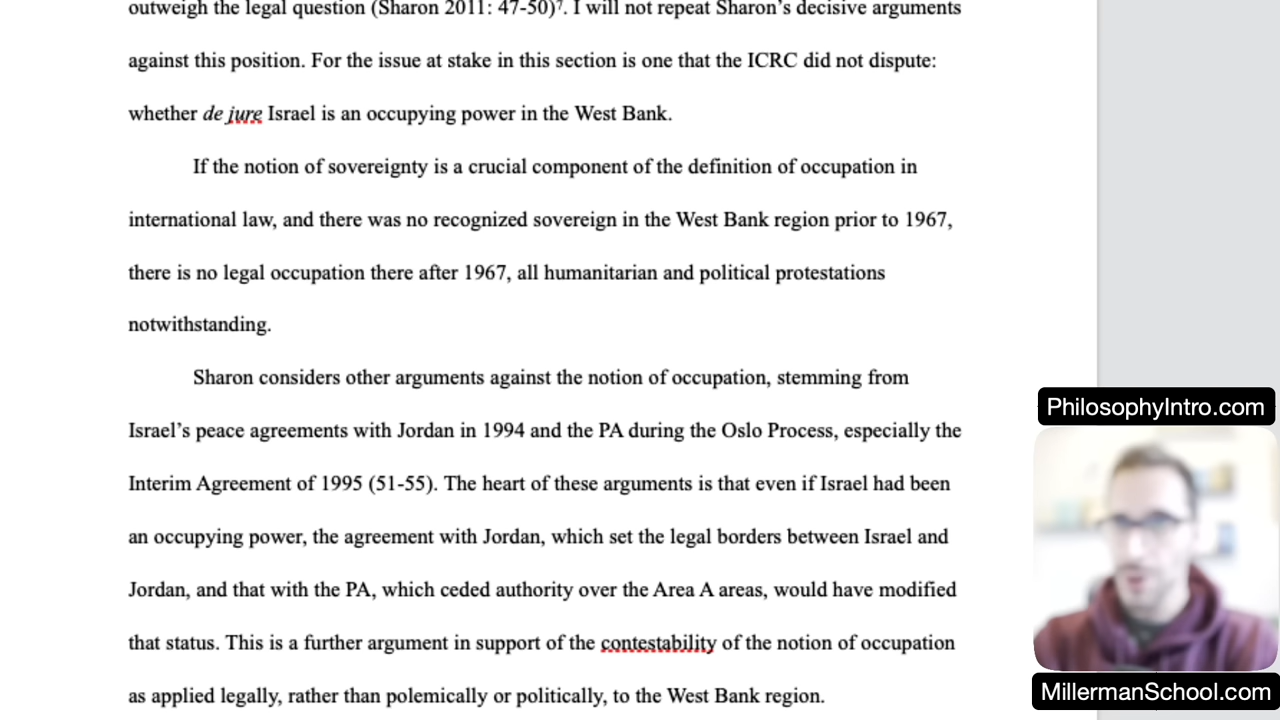 outweigh the legal question (Sharon 2011: 47-50)⁷. I will not repeat Sharon’s decisive arguments
against this position. For the issue at stake in this section is one that the ICRC did not dispute:
whether de jure Israel is an occupying power in the West Bank.
If the notion of sovereignty is a crucial component of the definition of occupation in
international law, and there was no recognized sovereign in the West Bank region prior to 1967,
there is no legal occupation there after 1967, all humanitarian and political protestations
notwithstanding.
Sharon considers other arguments against the notion of occupation, stemming from
Israel’s peace agreements with Jordan in 1994 and the PA during the Oslo Process, especially the
Interim Agreement of 1995 (51-55). The heart of these arguments is that even if Israel had been
an occupying power, the agreement with Jordan, which set the legal borders between Israel and
Jordan, and that with the PA, which ceded authority over the Area A areas, would have modified
that status. This is a further argument in support of the contestability of the notion of occupation
as applied legally, rather than polemically or politically, to the West Bank region.
PhilosophyIntro.com
MillermanSchool.com